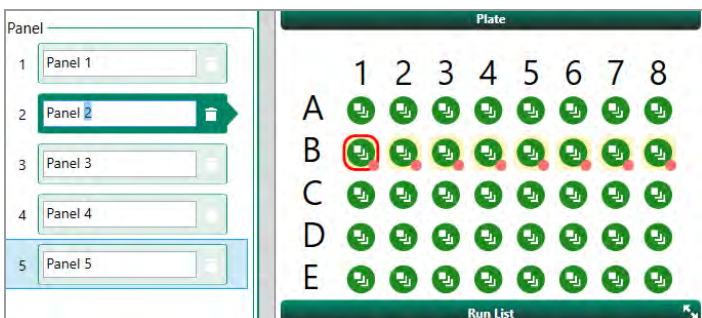 Panel
1 Panel 1
2 Panel 2
3 Panel 3
4 Panel 4
5 Panel 5
Plate
1 2 3 4 5 6 7 8
A
B
C
D
E
Run List